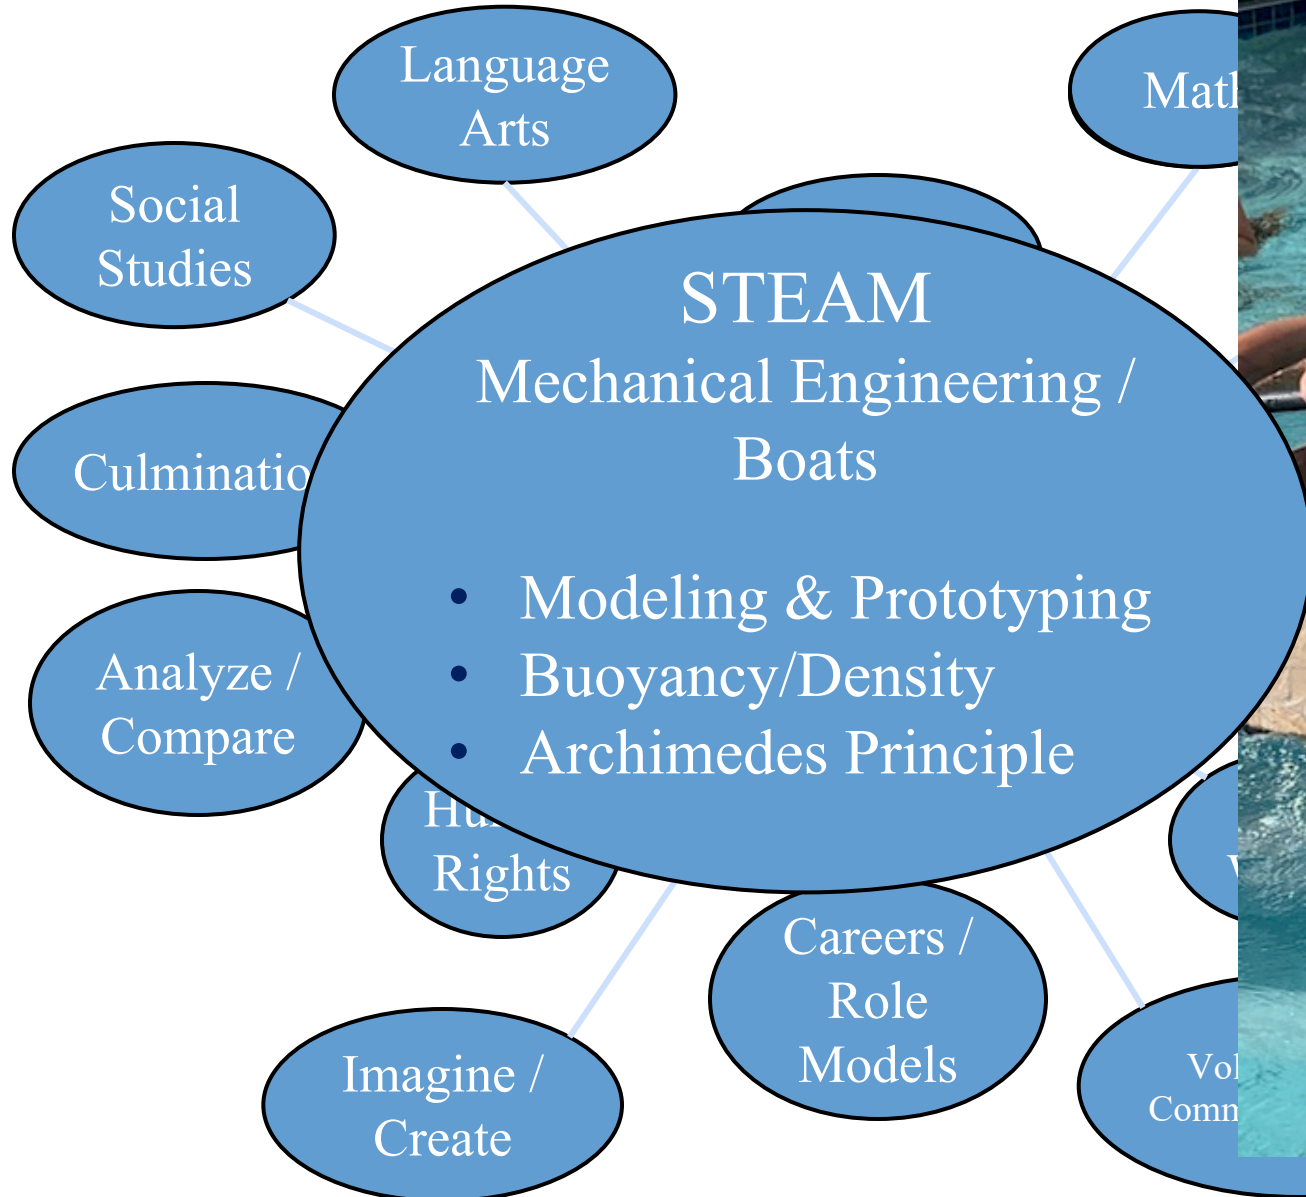 Language
Arts
Social
Studies
STEAM
Mechanical Engineering /
Boats
• Modeling & Prototyping
• Buoyancy/Density
• Archimedes Principle
Analyze /
Compare
Rights
Careers /
Role
Models
Imagine /
Create